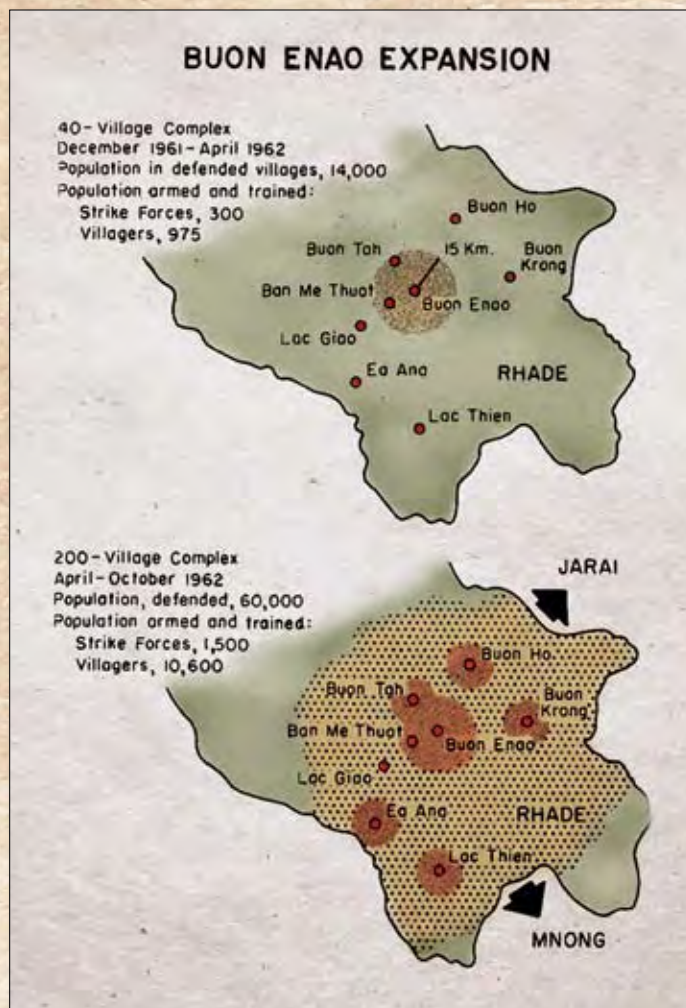 BUON ENAO EXPANSION
40-Village Complex
December 1961-April 1962
Population in defended villages, 14,000
Population armed and trained:
Strike Forces, 300
Villagers, 975
Buon Ho
Buon Tah
15 Km.
Buon
Krong
Ban Me Thuot
Buon Enao
Lac Giao
Ea Ana
RHADE
Lac Thien
200-Village Complex
April-October 1962
Population, defended, 60,000
Population armed and trained:
Strike Forces, 1,500
Villagers, 10,600
JARAI
Buon Ho
Buon Tah
Buon
Krong
Ban Me Thuot
Buon Enao
Lac Giao
Ea Ana
RHADE
Lac Thien
MNONG